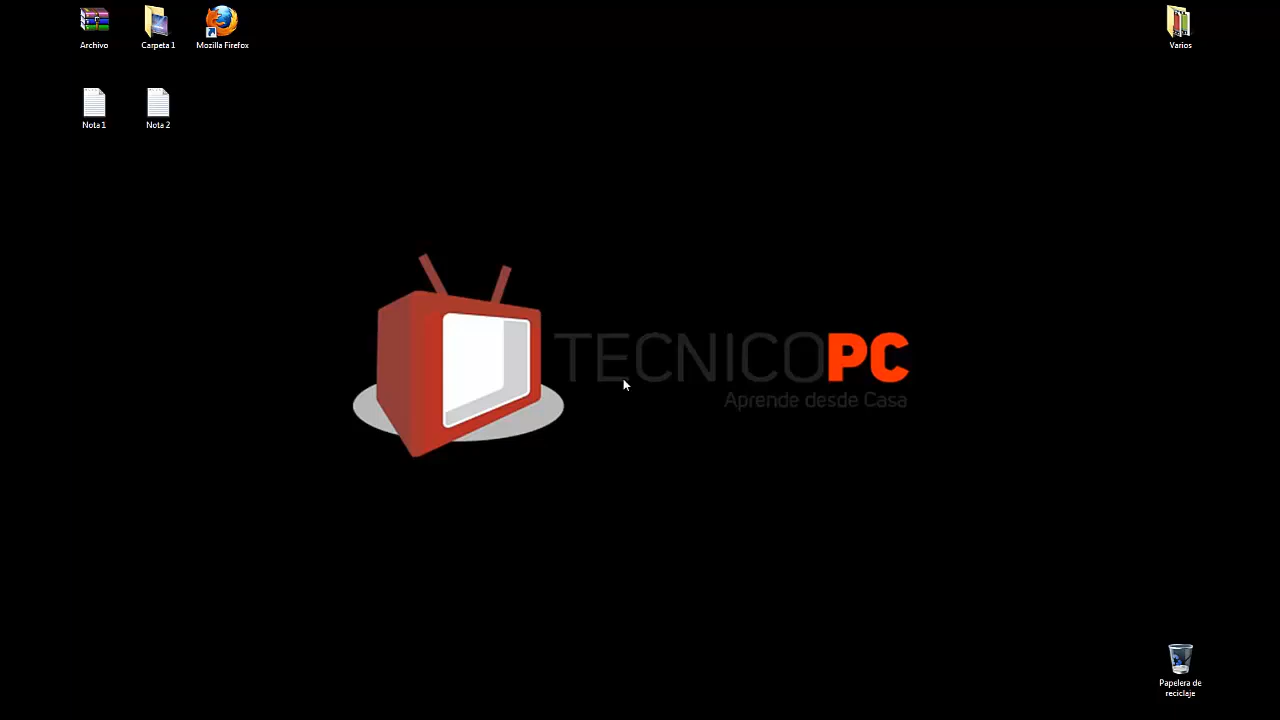 Archivo
Carpeta 1
Mozilla Firefox
Varios
Nota 1
Nota 2
TECNICOPC
Aprende desde Casa
Papelera de
reciclaje